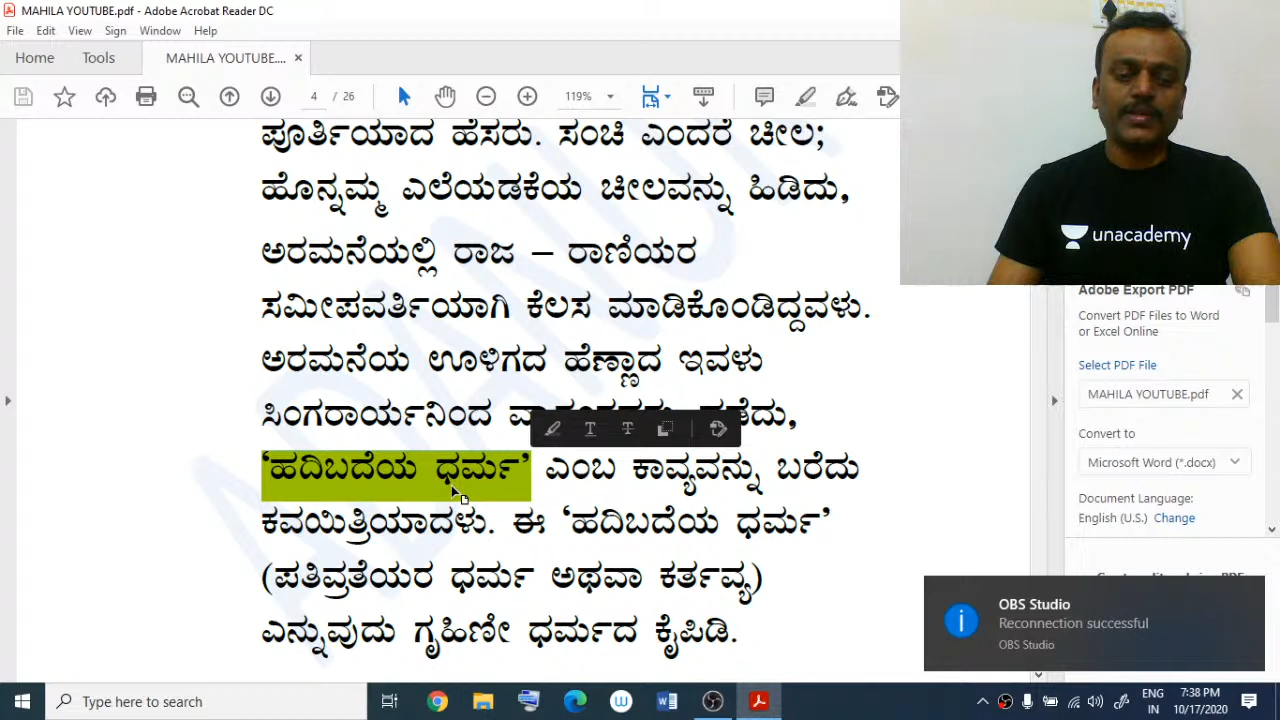 MAHILA YOUTUBE.pdf - Adobe Acrobat Reader DC
File Edit View Sign Window Help
Home Tools MAHILA YOUTUBE.... ×
4 / 26 119%
ಪೂರ್ತಿಯಾದ ಹೆಸರು. ಸಂಚಿ ಎಂದರೆ ಚೀಲ;
ಹೊನ್ನಮ್ಮ ಎಲೆಯಡಕೆಯ ಚೀಲವನ್ನು ಹಿಡಿದು,
ಅರಮನೆಯಲ್ಲಿ ರಾಜ – ರಾಣಿಯರ
ಸಮೀಪವರ್ತಿಯಾಗಿ ಕೆಲಸ ಮಾಡಿಕೊಂಡಿದ್ದವಳು.
ಅರಮನೆಯ ಊಳಿಗದ ಹೆಣ್ಣಾದ ಇವಳು
ಸಿಂಗರಾರ್ಯನಿಂದ
‘ಹದಿಬದೆಯ ಧರ್ಮ’ ಎಂಬ ಕಾವ್ಯವನ್ನು ಬರೆದು
ಕವಯಿತ್ರಿಯಾದಳು. ಈ ‘ಹದಿಬದೆಯ ಧರ್ಮ’
(ಪತಿವ್ರತೆಯರ ಧರ್ಮ ಅಥವಾ ಕರ್ತವ್ಯ)
ಎನ್ನುವುದು ಗೃಹಿಣೀ ಧರ್ಮದ ಕೈಪಿಡಿ.
unacademy
Adobe Export PDF
Convert PDF Files to Word
or Excel Online
Select PDF File
MAHILA YOUTUBE.pdf
Convert to
Microsoft Word (*.docx)
Document Language:
English (U.S.) Change
OBS Studio
Reconnection successful
OBS Studio
Type here to search
ENG
IN
7:38 PM
10/17/2020